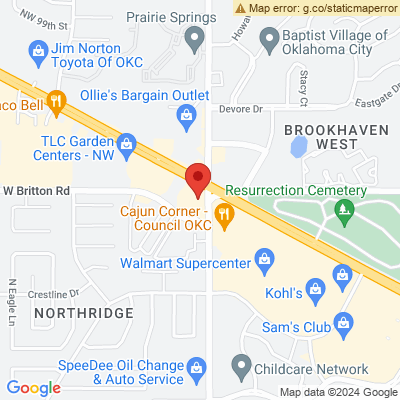 Map error: g.co/staticmaperror
NW 99th St
Prairie Springs
Howa
Jim Norton
Toyota Of OKC
Baptist Village of
Oklahoma City
Stacy Ct
Eastgate Dr
Ollie's Bargain Outlet
aco Bell
Devore Dr
TLC Garden
Centers - NW
BROOKHAVEN
WEST
W Britton Rd
Resurrection Cemetery
Cajun Corner -
Council OKC
Walmart Supercenter
N Eagle Ln
Crestline Dr
Kohl's
NORTHRIDGE
Sam's Club
SpeeDee Oil Change
& Auto Service
Childcare Network
Google
Map data ©2024 Google